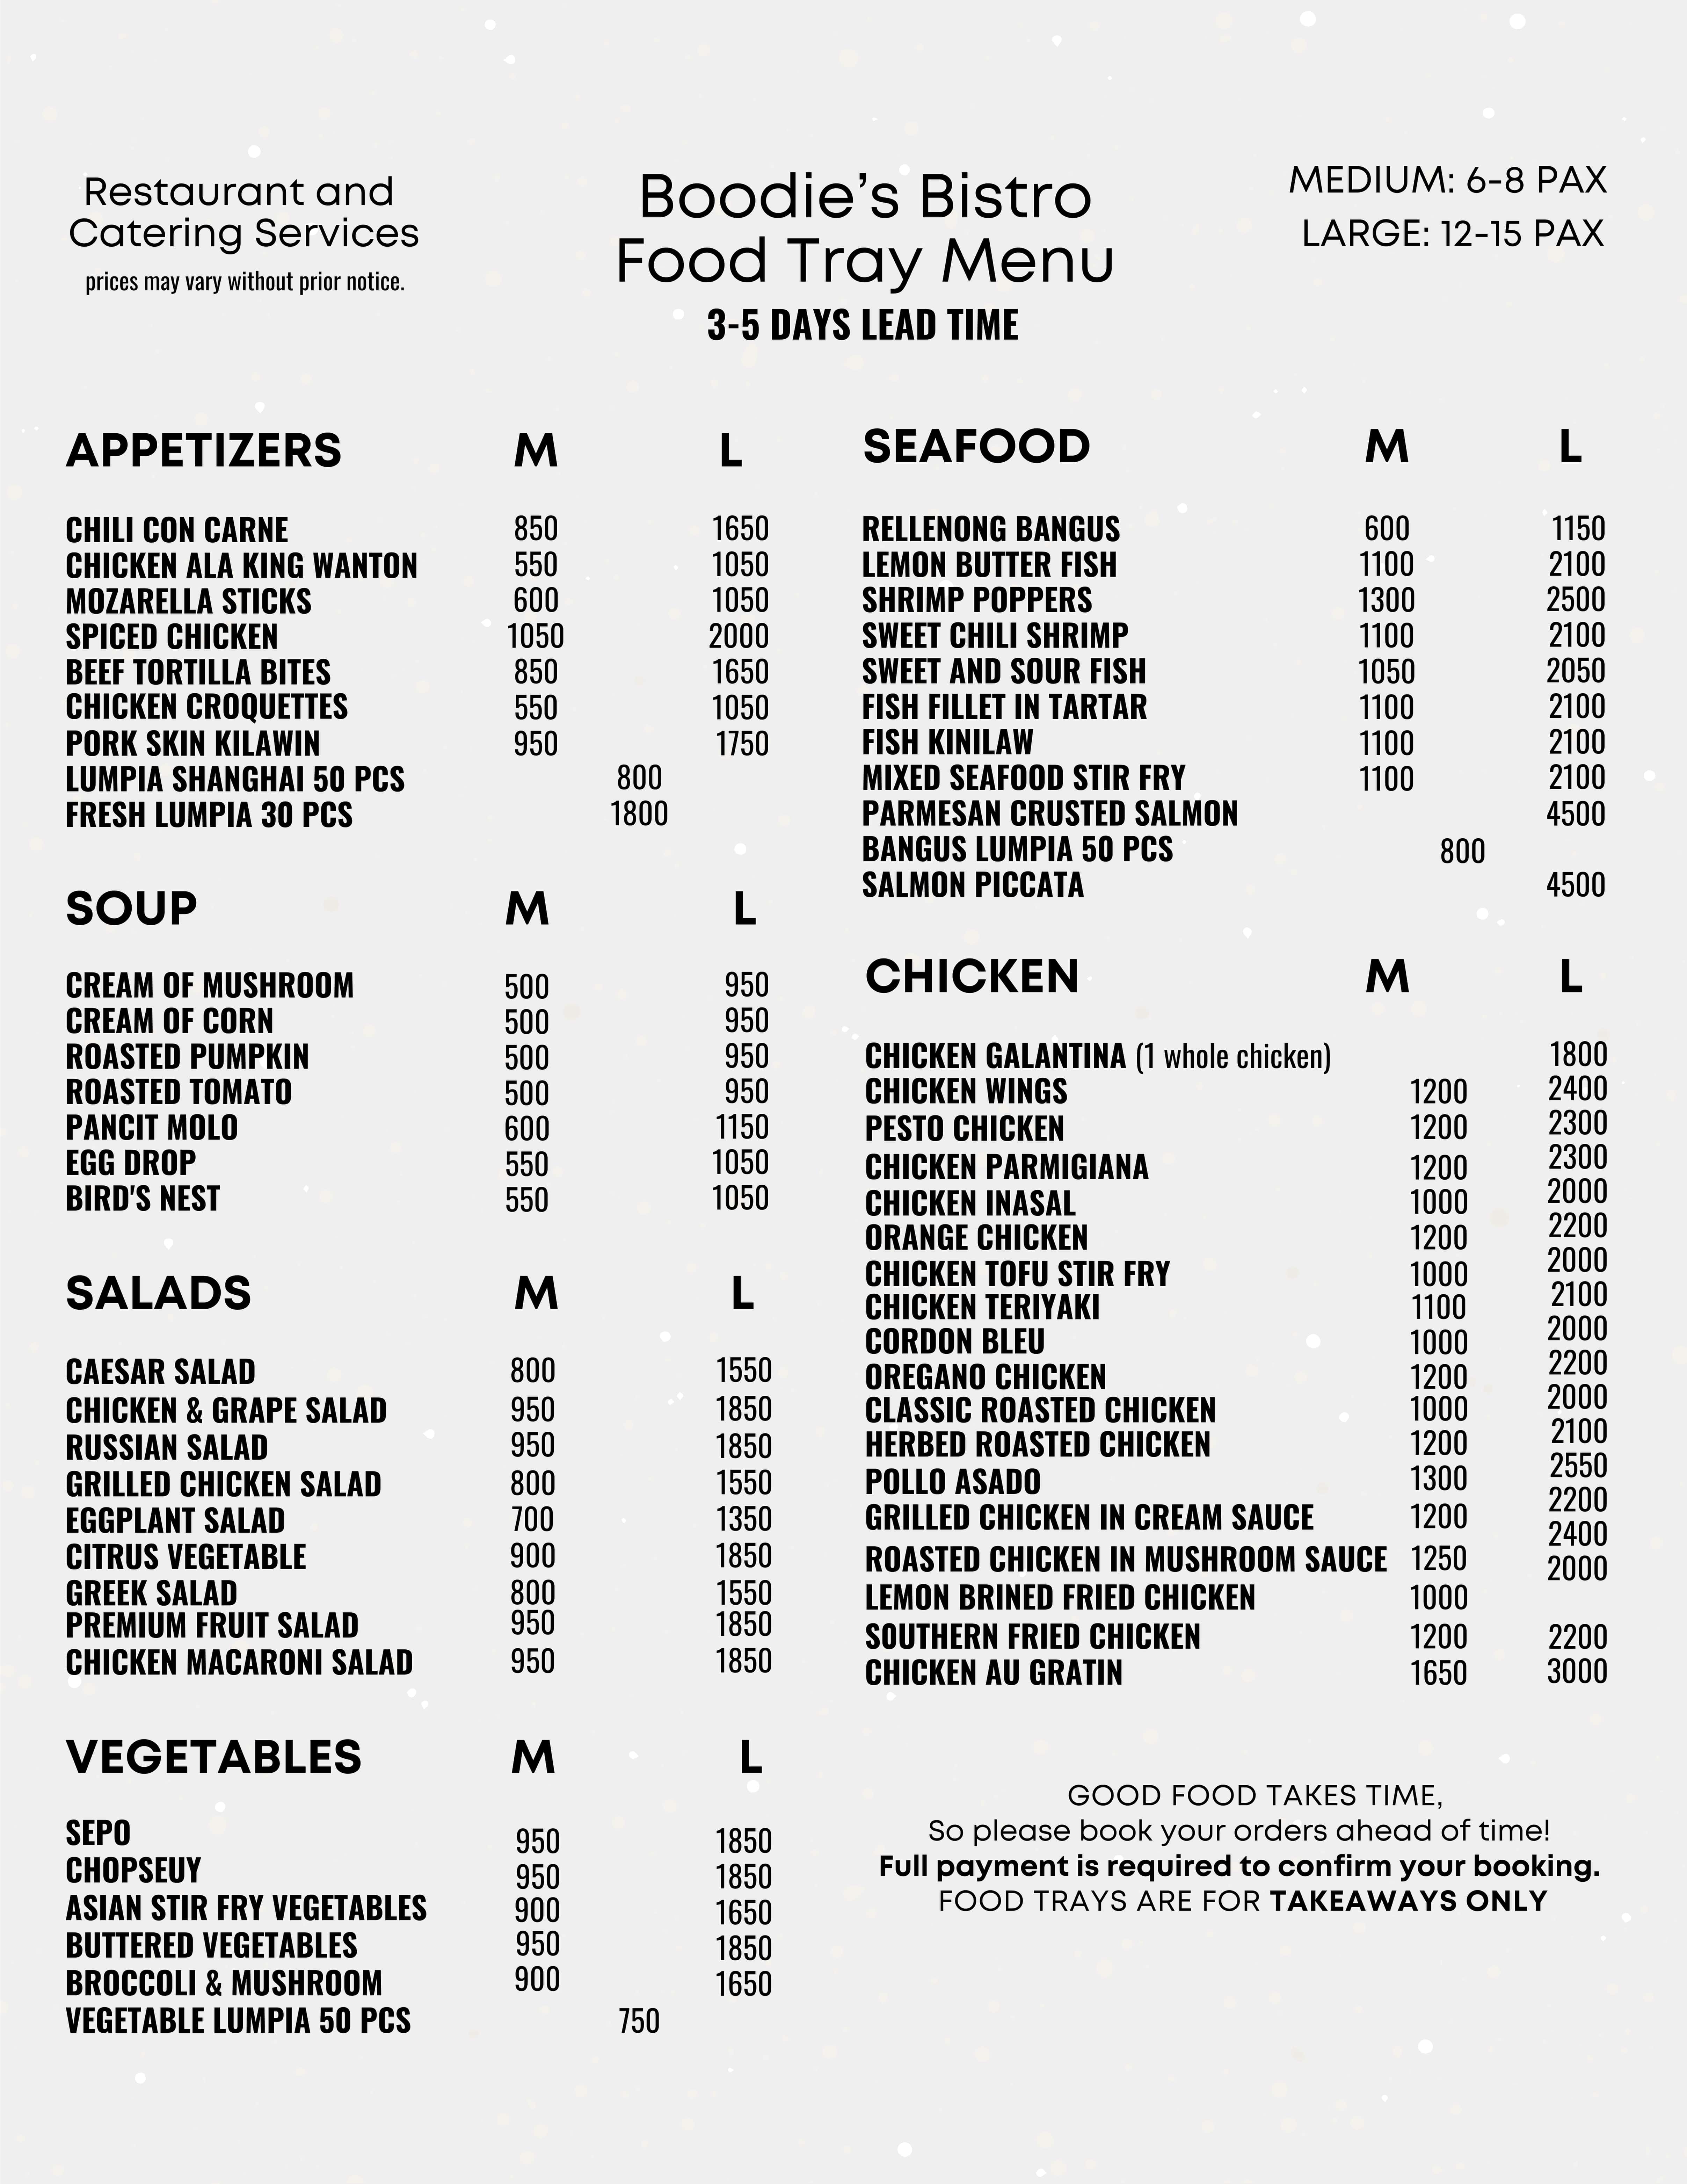 Restaurant and
Catering Services
prices may vary without prior notice.
Boodie's Bistro
Food Tray Menu
3-5 DAYS LEAD TIME
MEDIUM: 6-8 PAX
LARGE: 12-15 PAX
APPETIZERS M L
CHILI CON CARNE 850 1650
CHICKEN ALA KING WANTON 550 1050
MOZARELLA STICKS 600 1050
SPICED CHICKEN 1050 2000
BEEF TORTILLA BITES 850 1650
CHICKEN CROQUETTES 550 1050
PORK SKIN KILAWIN 950 1750
LUMPIA SHANGHAI 50 PCS 800
FRESH LUMPIA 30 PCS 1800
SOUP M L
CREAM OF MUSHROOM 500 950
CREAM OF CORN 500 950
ROASTED PUMPKIN 500 950
ROASTED TOMATO 500 950
PANCIT MOLO 600 1150
EGG DROP 550 1050
BIRD'S NEST 550 1050
SALADS M L
CAESAR SALAD 800 1550
CHICKEN & GRAPE SALAD 950 1850
RUSSIAN SALAD 950 1850
GRILLED CHICKEN SALAD 800 1550
EGGPLANT SALAD 700 1350
CITRUS VEGETABLE 900 1850
GREEK SALAD 800 1550
PREMIUM FRUIT SALAD 950 1850
CHICKEN MACARONI SALAD 950 1850
VEGETABLES M L
SEPO 950 1850
CHOPSEUY 950 1850
ASIAN STIR FRY VEGETABLES 900 1650
BUTTERED VEGETABLES 950 1850
BROCCOLI & MUSHROOM 900 1650
VEGETABLE LUMPIA 50 PCS 750
SEAFOOD M L
RELLENONG BANGUS 600 1150
LEMON BUTTER FISH 1100 2100
SHRIMP POPPERS 1300 2500
SWEET CHILI SHRIMP 1100 2100
SWEET AND SOUR FISH 1050 2050
FISH FILLET IN TARTAR 1100 2100
FISH KINILAW 1100 2100
MIXED SEAFOOD STIR FRY 1100 2100
PARMESAN CRUSTED SALMON 4500
BANGUS LUMPIA 50 PCS 800
SALMON PICCATA 4500
CHICKEN M L
CHICKEN GALANTINA (1 whole chicken) 1800
CHICKEN WINGS 1200 2400
PESTO CHICKEN 1200 2300
CHICKEN PARMIGIANA 1200 2300
CHICKEN INASAL 1000 2000
ORANGE CHICKEN 1200 2200
CHICKEN TOFU STIR FRY 1000 2000
CHICKEN TERIYAKI 1100 2100
CORDON BLEU 1000 2000
OREGANO CHICKEN 1200 2200
CLASSIC ROASTED CHICKEN 1000 2000
HERBED ROASTED CHICKEN 1200 2100
POLLO ASADO 1300 2550
GRILLED CHICKEN IN CREAM SAUCE 1200 2200
ROASTED CHICKEN IN MUSHROOM SAUCE 1250 2400
LEMON BRINED FRIED CHICKEN 1000 2000
SOUTHERN FRIED CHICKEN 1200 2200
CHICKEN AU GRATIN 1650 3000
GOOD FOOD TAKES TIME,
So please book your orders ahead of time!
Full payment is required to confirm your booking.
FOOD TRAYS ARE FOR TAKEAWAYS ONLY